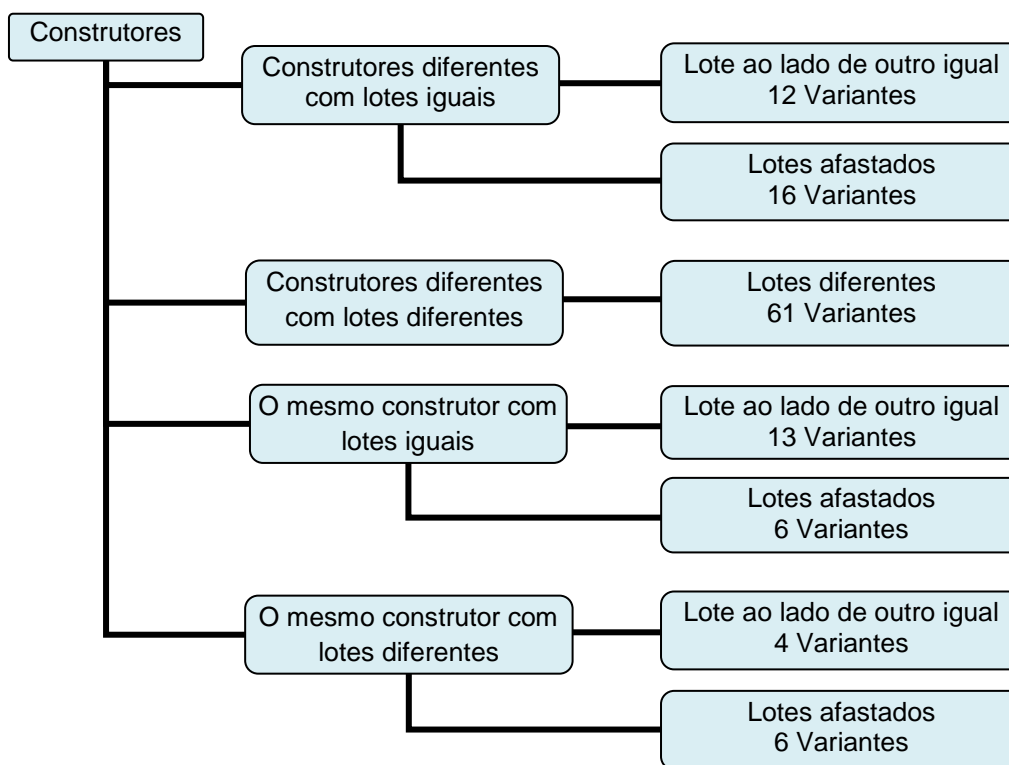 Construtores
Construtores diferentes
com lotes iguais
Lote ao lado de outro igual
12 Variantes
Lotes afastados
16 Variantes
Construtores diferentes
com lotes diferentes
Lotes diferentes
61 Variantes
O mesmo construtor com
lotes iguais
Lote ao lado de outro igual
13 Variantes
Lotes afastados
6 Variantes
O mesmo construtor com
lotes diferentes
Lote ao lado de outro igual
4 Variantes
Lotes afastados
6 Variantes